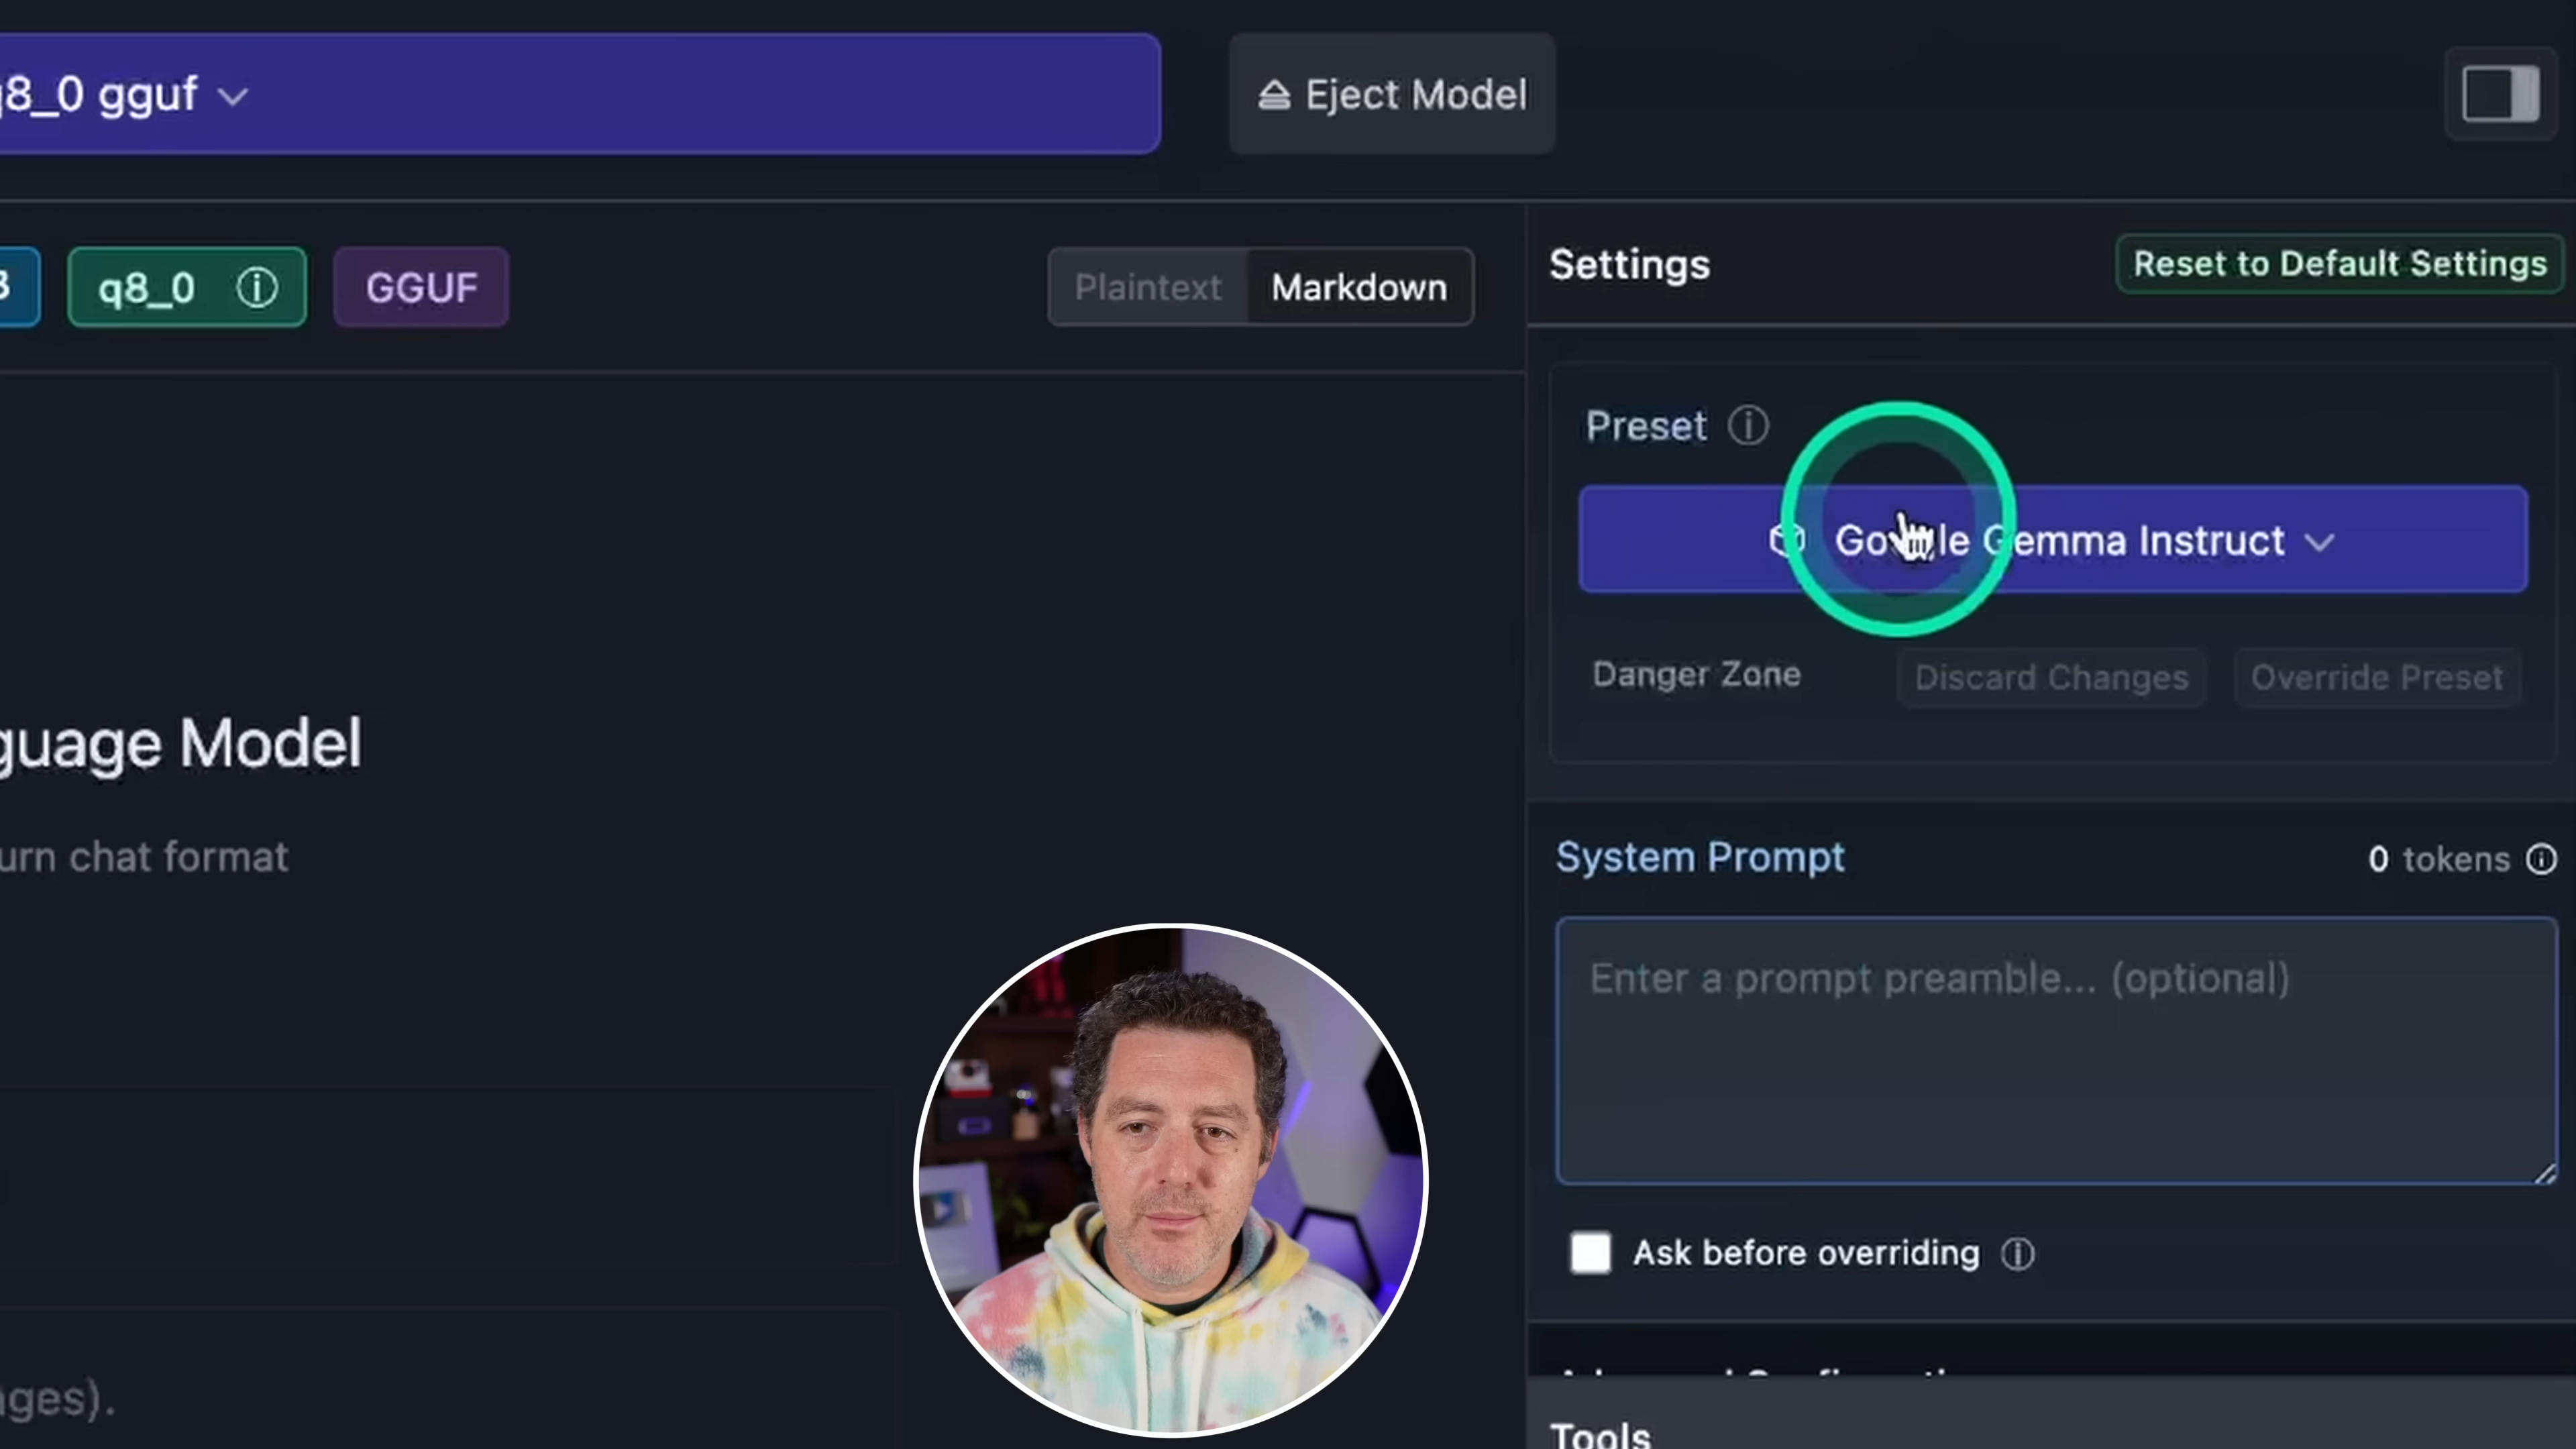 q8_0 gguf
Eject Model
q8_0
GGUF
Plaintext
Markdown
Settings
Reset to Default Settings
Preset
Google Gemma Instruct
Danger Zone
Discard Changes
Override Preset
guage Model
urn chat format
System Prompt
0 tokens
Enter a prompt preamble... (optional)
Ask before overriding
ages).
Tools